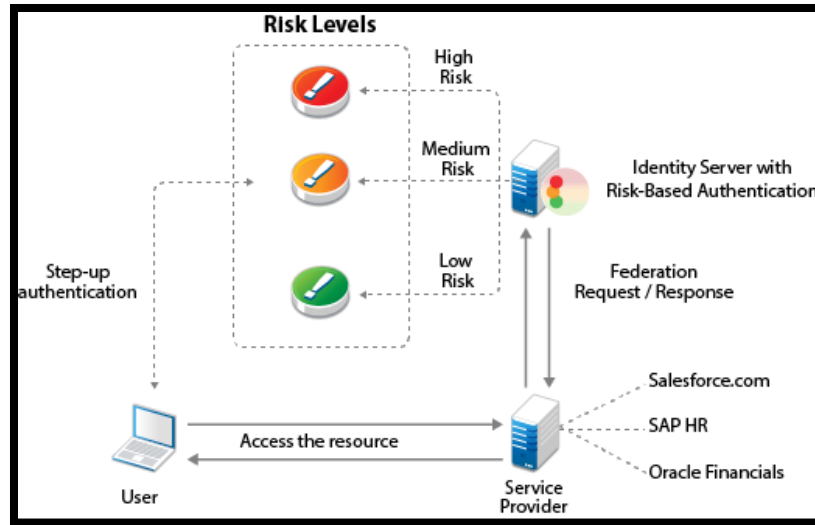 Risk Levels
High
Risk
Medium
Risk
Identity Server with
Risk-Based Authentication
Low
Risk
Step-up
authentication
Federation
Request / Response
Salesforce.com
SAP HR
Oracle Financials
Access the resource
User
Service
Provider